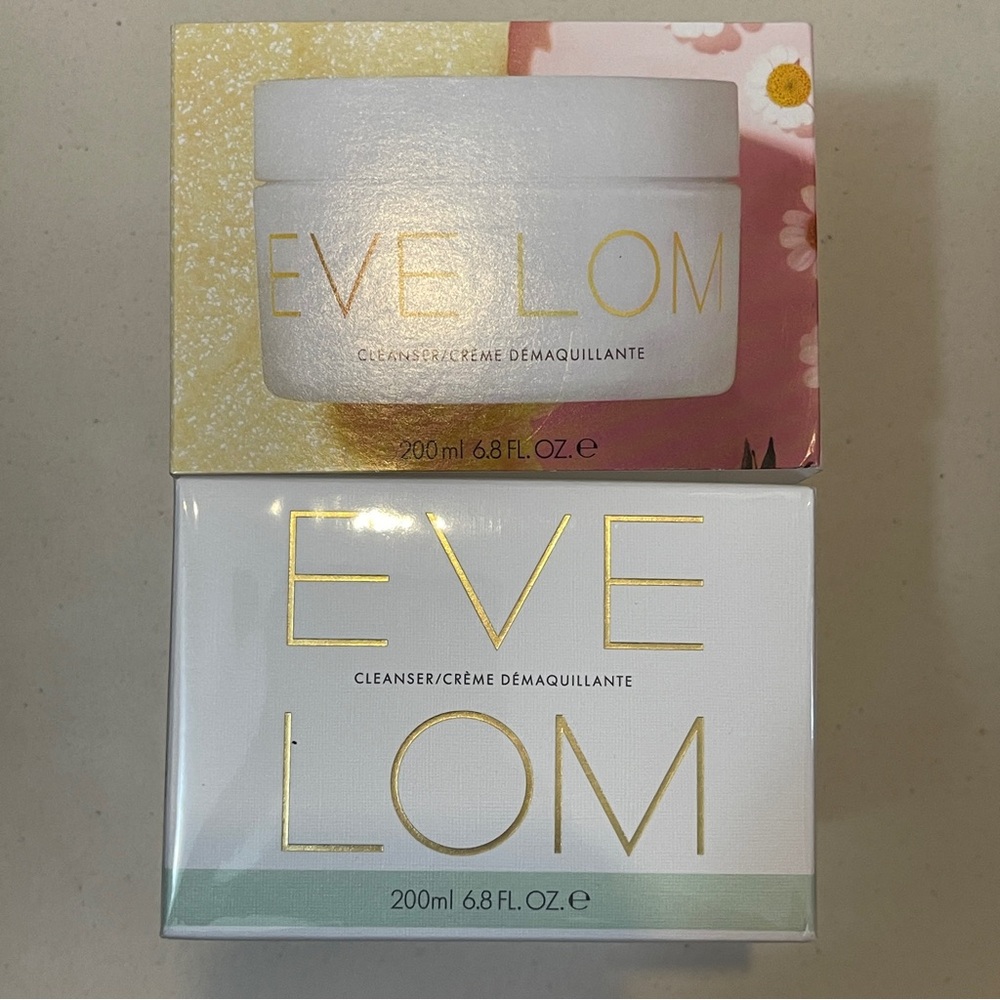 EVE LOM
CLEANSER/CRÈME DÉMAQUILLANTE
200ml 6.8 FL. OZ. ℮
EVE
CLEANSER/CRÈME DÉMAQUILLANTE
LOM
200ml 6.8 FL. OZ. ℮